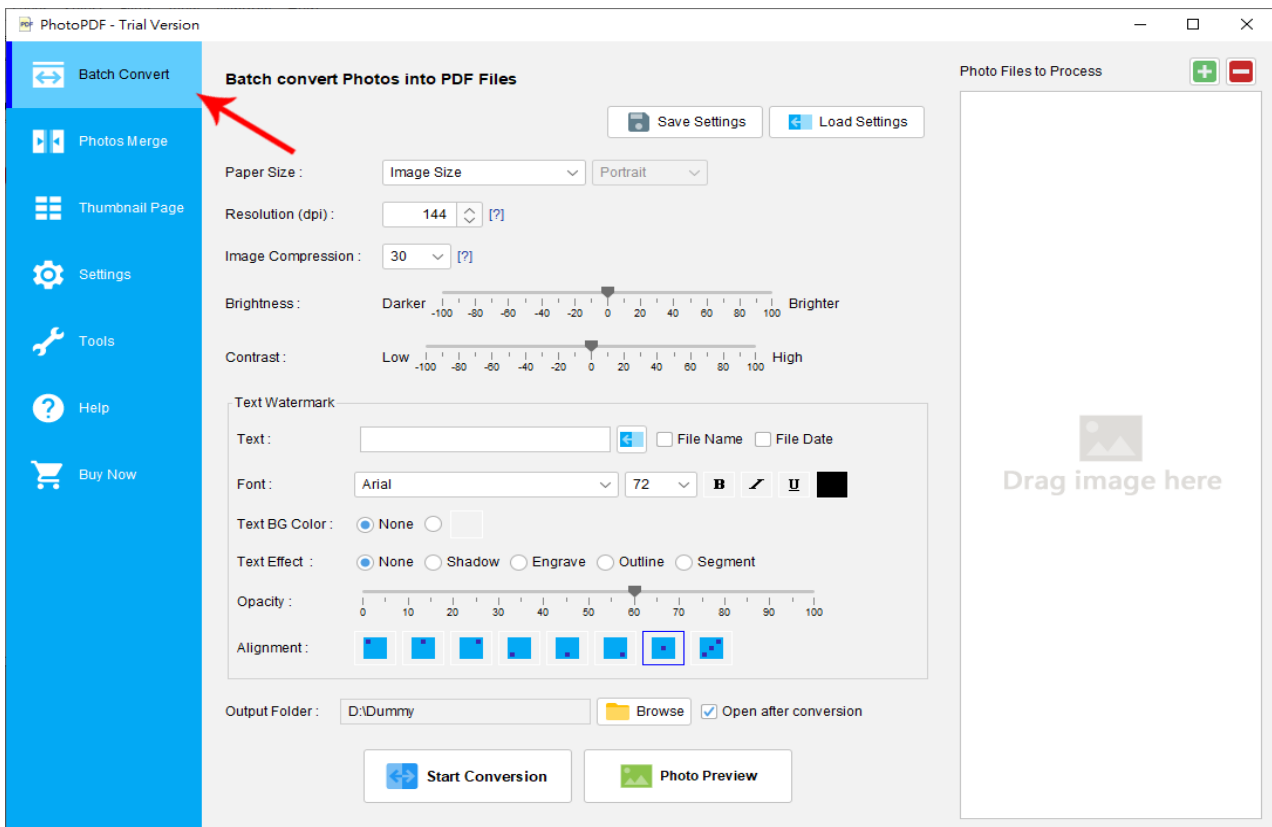 PDF PhotoPDF - Trial Version
Batch Convert
Photos Merge
Thumbnail Page
Settings
Tools
? Help
Buy Now
Batch convert Photos into PDF Files
Save Settings Load Settings
Paper Size : Image Size Portrait
Resolution (dpi) : 144 [?]
Image Compression : 30 [?]
Brightness : Darker Brighter
-100 -80 -60 -40 -20 0 20 40 60 80 100
Contrast : Low High
-100 -80 -60 -40 -20 0 20 40 60 80 100
Text Watermark
Text : File Name File Date
Font : Arial 72 B I U
Text BG Color : None
Text Effect : None Shadow Engrave Outline Segment
Opacity :
0 10 20 30 40 50 60 70 80 90 100
Alignment :
Output Folder : D:\Dummy Browse Open after conversion
Start Conversion Photo Preview
Photo Files to Process
Drag image here